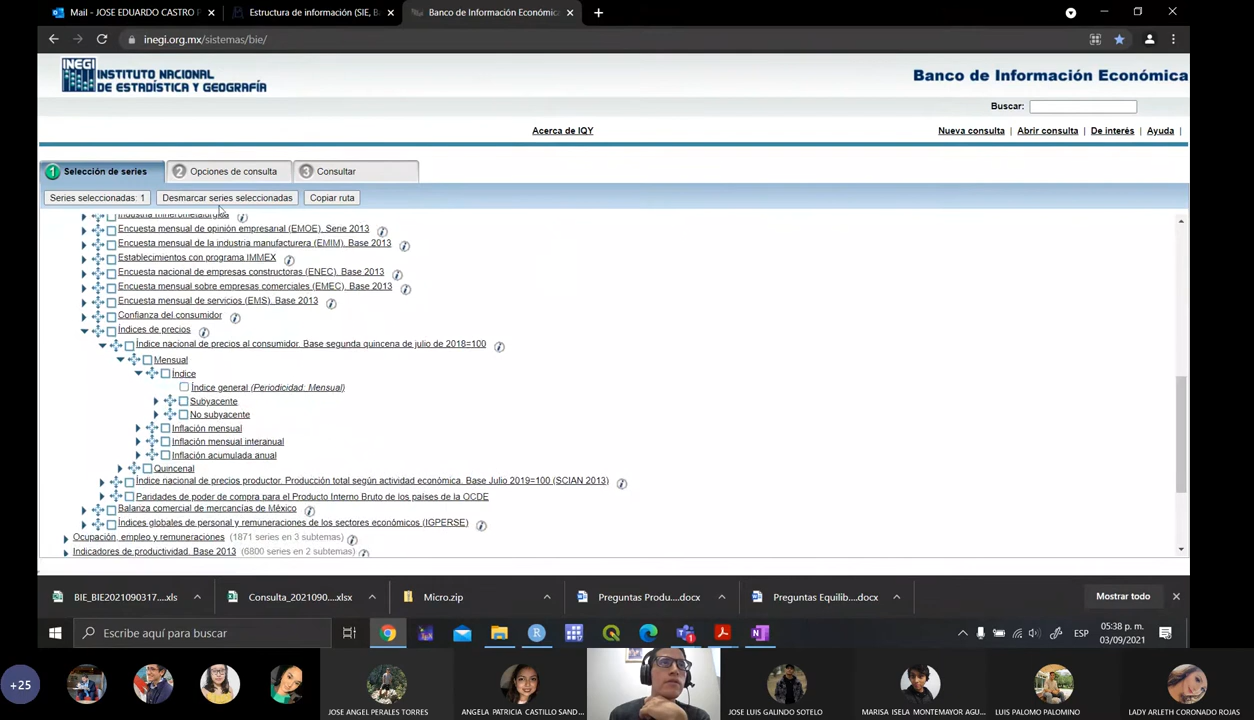 Mail - JOSE EDUARDO CASTRO P
Estructura de información (SIE, B
Banco de Información Económic
inegi.org.mx/sistemas/bie/
INEGI
INSTITUTO NACIONAL
DE ESTADÍSTICA Y GEOGRAFÍA
Banco de Información Económica
Buscar:
Acerca de IQY
Nueva consulta | Abrir consulta | De interés | Ayuda |
1 Selección de series
2 Opciones de consulta
3 Consultar
Series seleccionadas: 1
Desmarcar series seleccionadas
Copiar ruta
Industria minerometalúrgica
Encuesta mensual de opinión empresarial (EMOE). Serie 2013
Encuesta mensual de la industria manufacturera (EMIM). Base 2013
Establecimientos con programa IMMEX
Encuesta nacional de empresas constructoras (ENEC). Base 2013
Encuesta mensual sobre empresas comerciales (EMEC). Base 2013
Encuesta mensual de servicios (EMS). Base 2013
Confianza del consumidor
Índices de precios
Índice nacional de precios al consumidor. Base segunda quincena de julio de 2018=100
Mensual
Índice
Índice general (Periodicidad: Mensual)
Subyacente
No subyacente
Inflación mensual
Inflación mensual interanual
Inflación acumulada anual
Quincenal
Índice nacional de precios productor. Producción total según actividad económica. Base Julio 2019=100 (SCIAN 2013)
Paridades de poder de compra para el Producto Interno Bruto de los países de la OCDE
Balanza comercial de mercancías de México
Índices globales de personal y remuneraciones de los sectores económicos (IGPERSE)
Ocupación, empleo y remuneraciones (1871 series en 3 subtemas)
Indicadores de productividad. Base 2013 (6800 series en 2 subtemas)
BIE_BIE2021090317....xls
Consulta_2021090....xlsx
Micro.zip
Preguntas Produ....docx
Preguntas Equilib....docx
Mostrar todo
Escribe aquí para buscar
ESP
05:38 p. m.
03/09/2021
+25
JOSE ANGEL PERALES TORRES
ANGELA PATRICIA CASTILLO SAND...
JOSE LUIS GALINDO SOTELO
MARISA ISELA MONTEMAYOR AGU...
LUIS PALOMO PALOMINO
LADY ARLETH CORONADO ROJAS